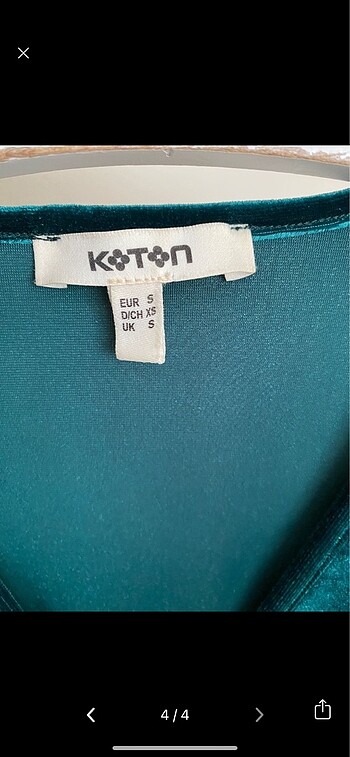 KOTON
EUR S
D/CH XS
UK S
4/4